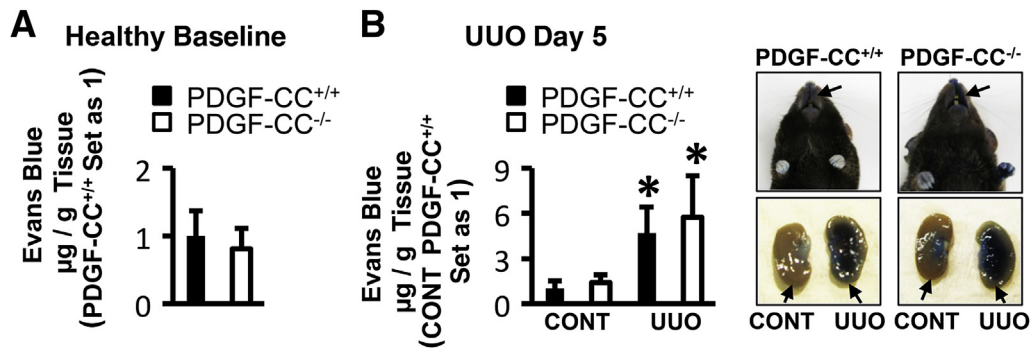 A
Healthy Baseline
PDGF-CC+/+
PDGF-CC-/-
Evans Blue
µg / g Tissue
(PDGF-CC+/+ Set as 1)
2
1
0
B
UUO Day 5
PDGF-CC+/+
PDGF-CC-/-
Evans Blue
µg / g Tissue
(CONT PDGF-CC+/+
Set as 1)
9
6
3
0
*
*
CONT UUO
PDGF-CC+/+ PDGF-CC-/-
CONT UUO CONT UUO